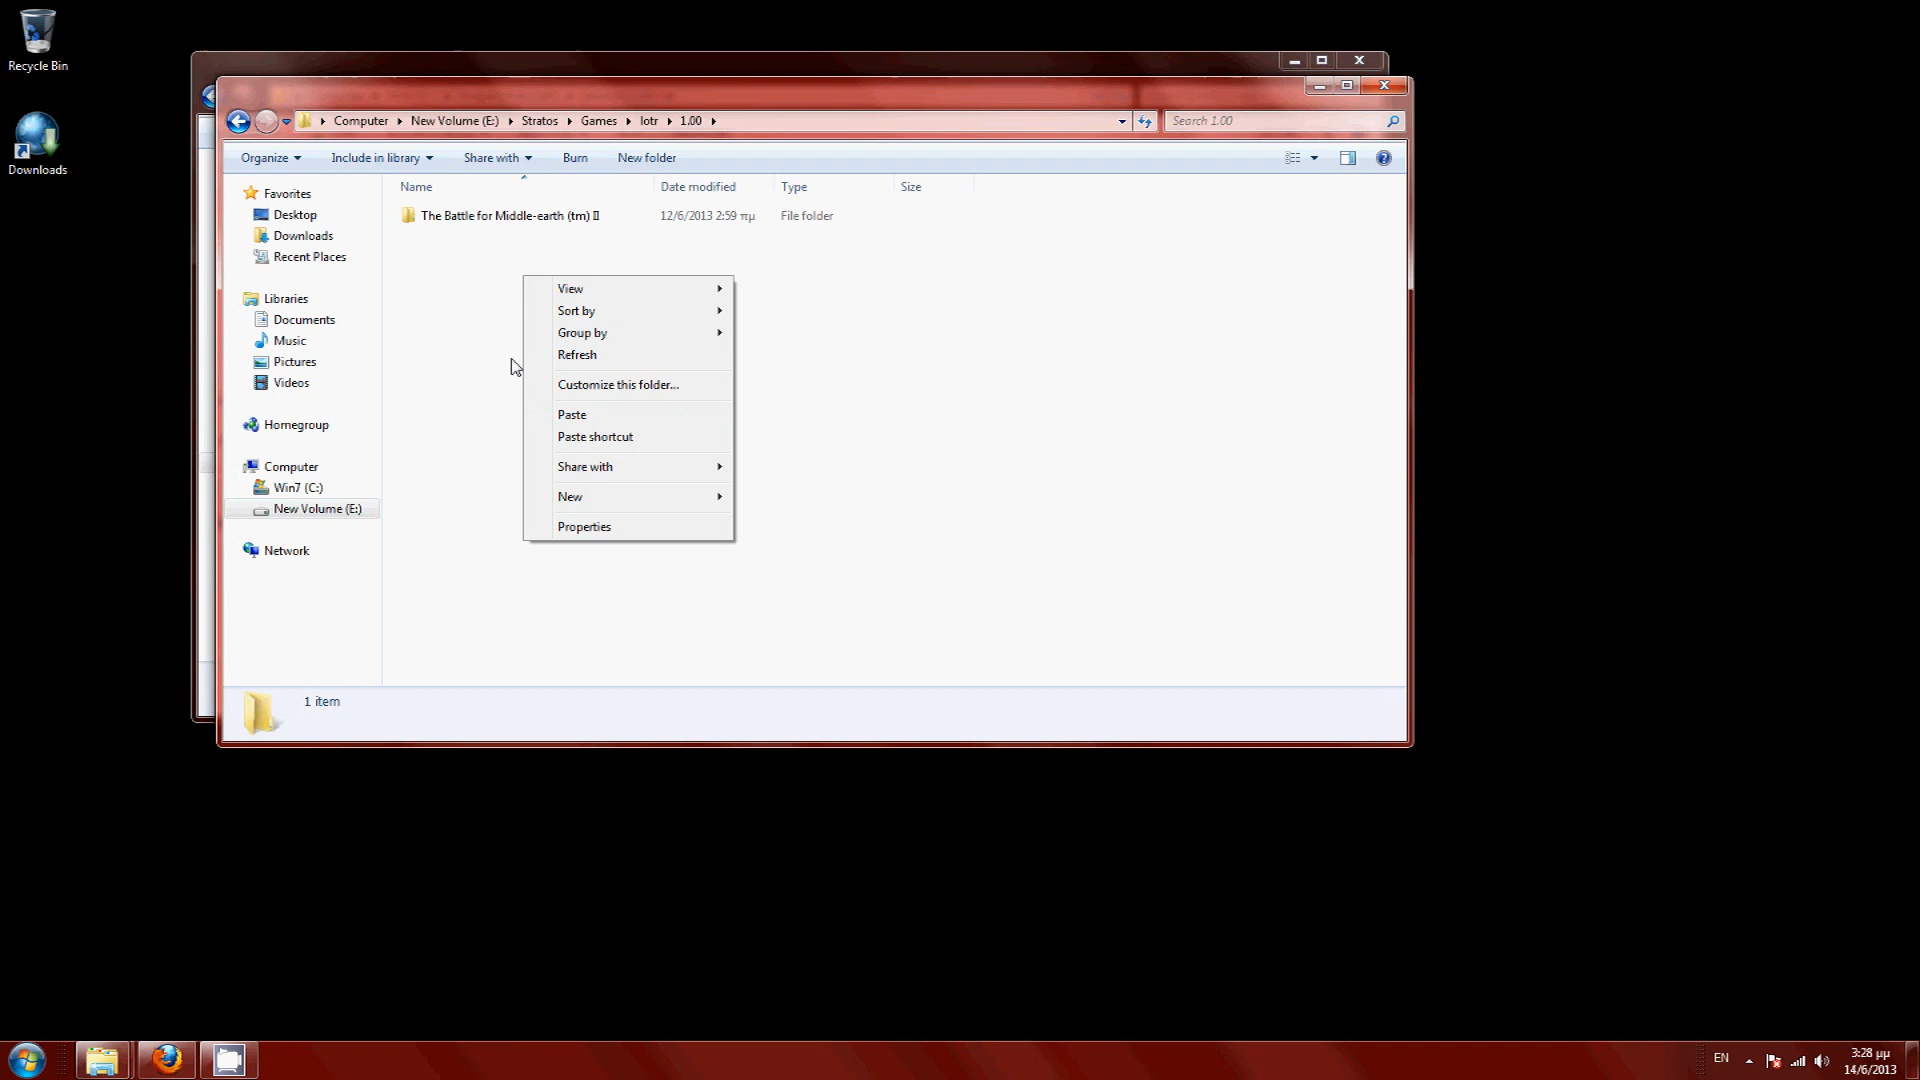 Recycle Bin
Downloads
Computer New Volume (E:) Stratos Games lotr 1.00
Search 1.00
Organize Include in library Share with Burn New folder
Name Date modified Type Size
The Battle for Middle-earth (tm) II 12/6/2013 2:59 πμ File folder
Favorites
Desktop
Downloads
Recent Places
Libraries
Documents
Music
Pictures
Videos
Homegroup
Computer
Win7 (C:)
New Volume (E:)
Network
View
Sort by
Group by
Refresh
Customize this folder...
Paste
Paste shortcut
Share with
New
Properties
1 item
EN
3:28 μμ
14/6/2013